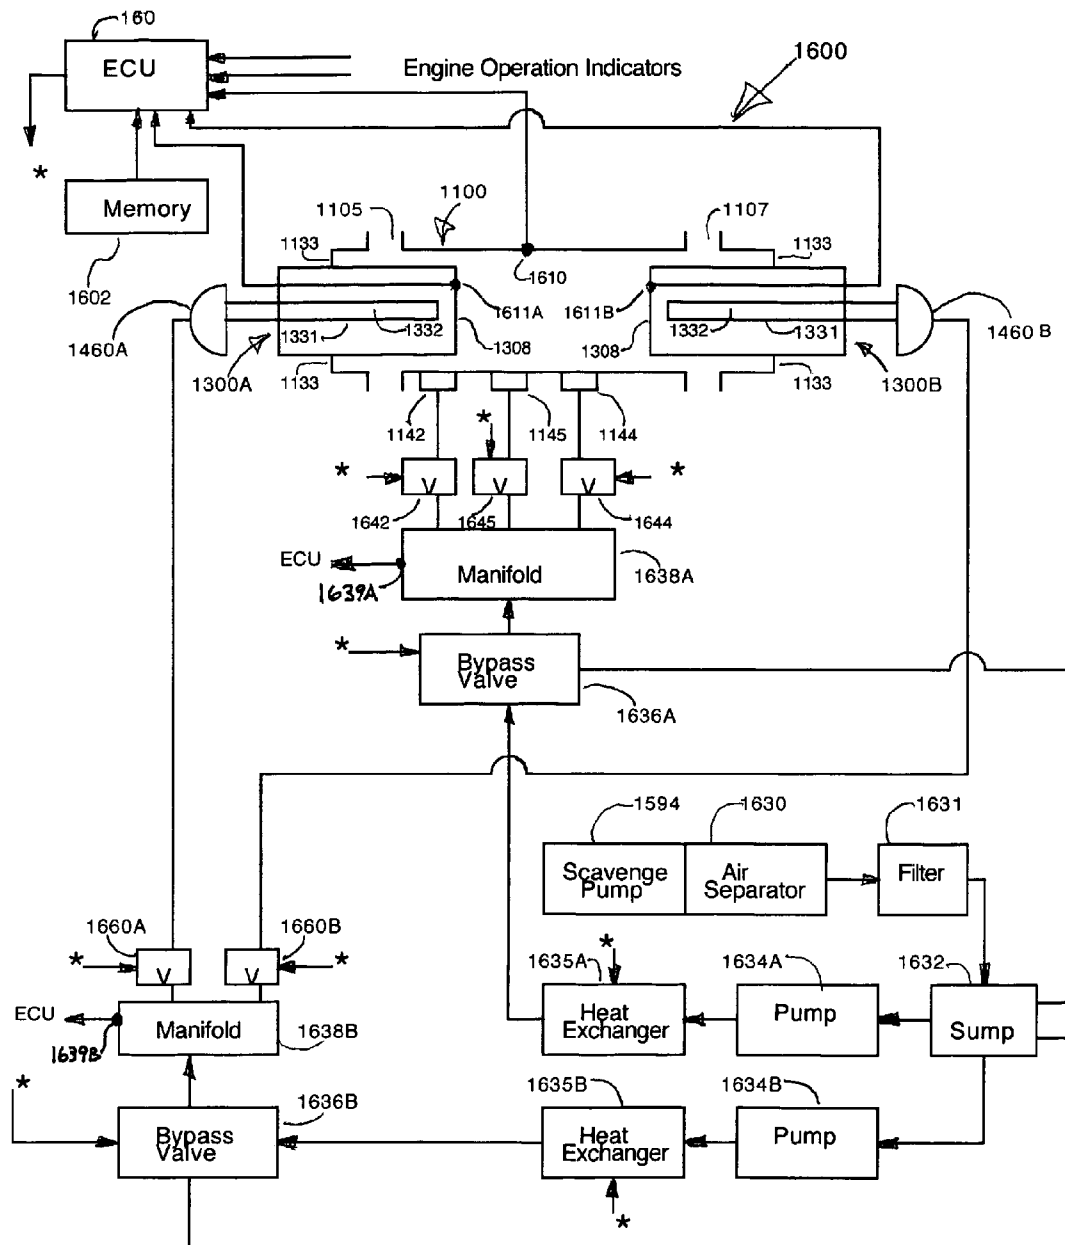 160
ECU
1600
Engine Operation Indicators
*
Memory
1602
1105
1100
1107
1133
1133
1610
1460A
1611A
1611B
1460 B
1331
1332
1308
1308
1332
1331
1300A
1133
1133
1300B
1142
*
1145
1144
*
V
V
V
*
1642
1645
1644
ECU
Manifold
1638A
1639A
*
Bypass
Valve
1636A
1594
1630
1631
Scavenge
Pump
Air
Separator
Filter
1660A
1660B
*
V
V
*
*
1635A
1634A
1632
ECU
Manifold
1638B
1639B
Heat
Exchanger
Pump
Sump
*
1636B
1635B
1634B
Bypass
Valve
Heat
Exchanger
Pump
*